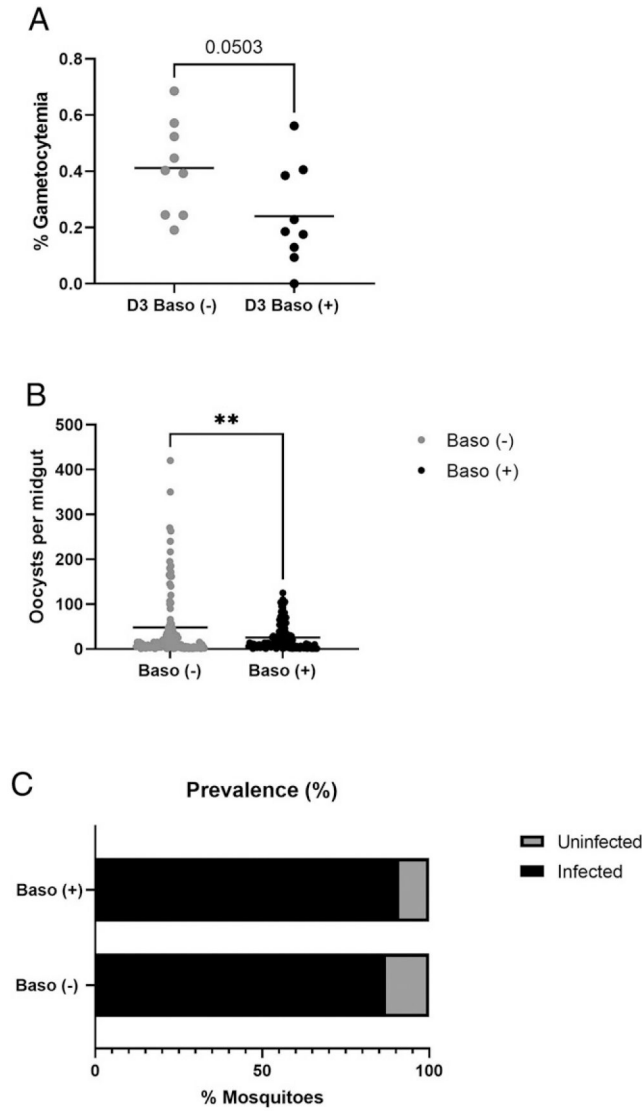 A
0.0503
0.8
0.6
0.4
0.2
0.0
% Gametocytemia
D3 Baso (-) D3 Baso (+)
B
**
500
400
300
200
100
0
Oocysts per midgut
Baso (-) Baso (+)
Baso (-)
Baso (+)
C
Prevalence (%)
Baso (+)
Baso (-)
0 50 100
% Mosquitoes
Uninfected
Infected